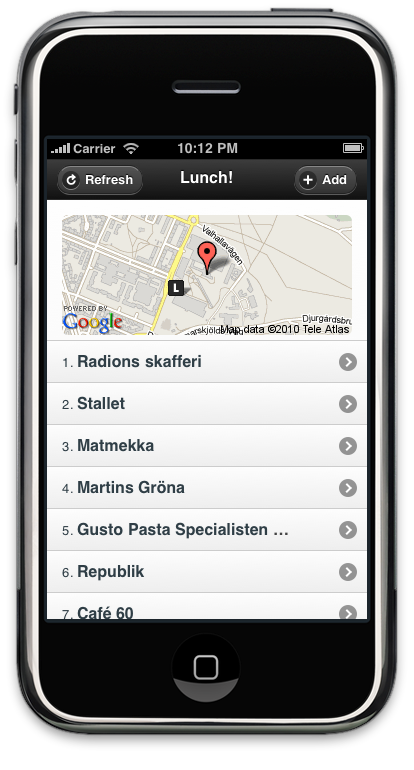 Carrier 10:12 PM
Refresh Lunch! Add
Valhallavägen
L
POWERED BY
Google
Djurgårdsbru
Map data ©2010 Tele Atlas
1. Radions skafferi
2. Stallet
3. Matmekka
4. Martins Gröna
5. Gusto Pasta Specialisten …
6. Republik
7. Café 60